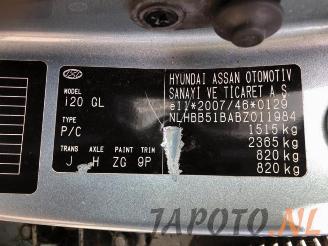 MODEL
i20 GL
TYPE
P/C
TRANS AXLE PAINT TRIM
J H ZG 9P
HYUNDAI ASSAN OTOMOTIV
SANAYI VE TICARET A.Ş
e11*2007/46*0129
NLHBB51BABZ011984
1515 kg
2365 kg
820 kg
820 kg
JAPOTO.NL